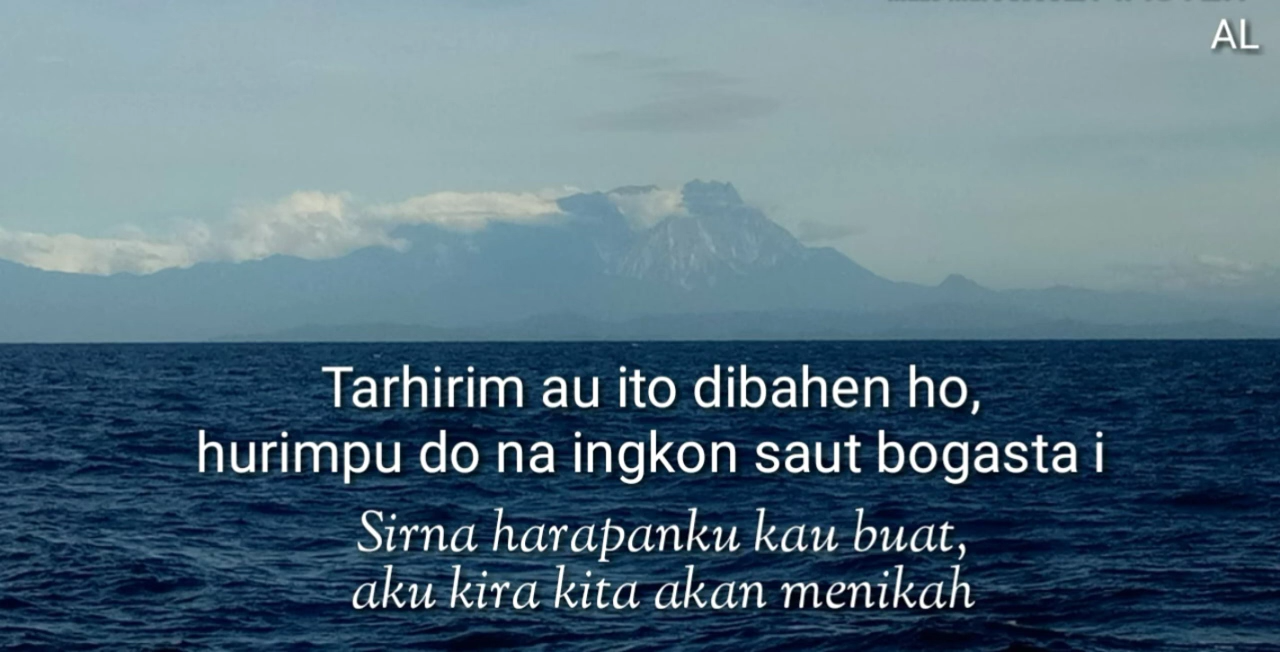 AL
Tarhirim au ito dibahen ho,
hurimpu do na ingkon saut bogasta i
Sirna harapanku kau buat,
aku kira kita akan menikah